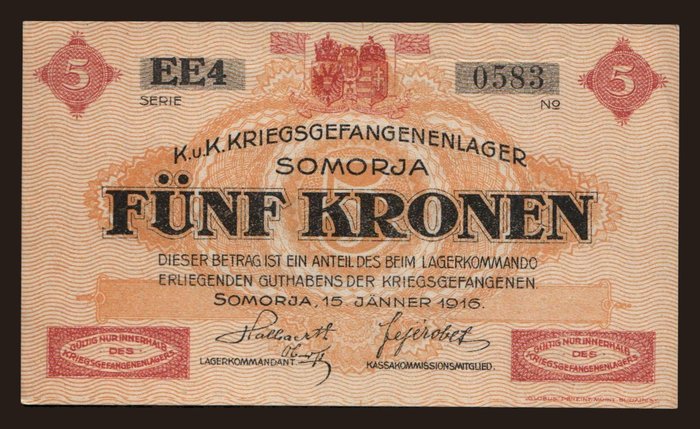 5 EE4 0583 5
SERIE No
K.u.K. KRIEGSGEFANGENENLAGER
SOMORJA
FÜNF KRONEN
DIESER BETRAG IST EIN ANTEIL DES BEIM LAGERKOMMANDO
ERLIEGENDEN GUTHABENS DER KRIEGSGEFANGENEN
SOMORJA, 15. JÄNNER 1916.
GÜLTIG NUR INNERHALB
DES
KRIEGSGEFANGENENLAGERS
LAGERKOMMANDANT.
KASSAKOMMISSIONSMITGLIED.
GÜLTIG NUR INNERHALB
DES
KRIEGSGEFANGENENLAGERS